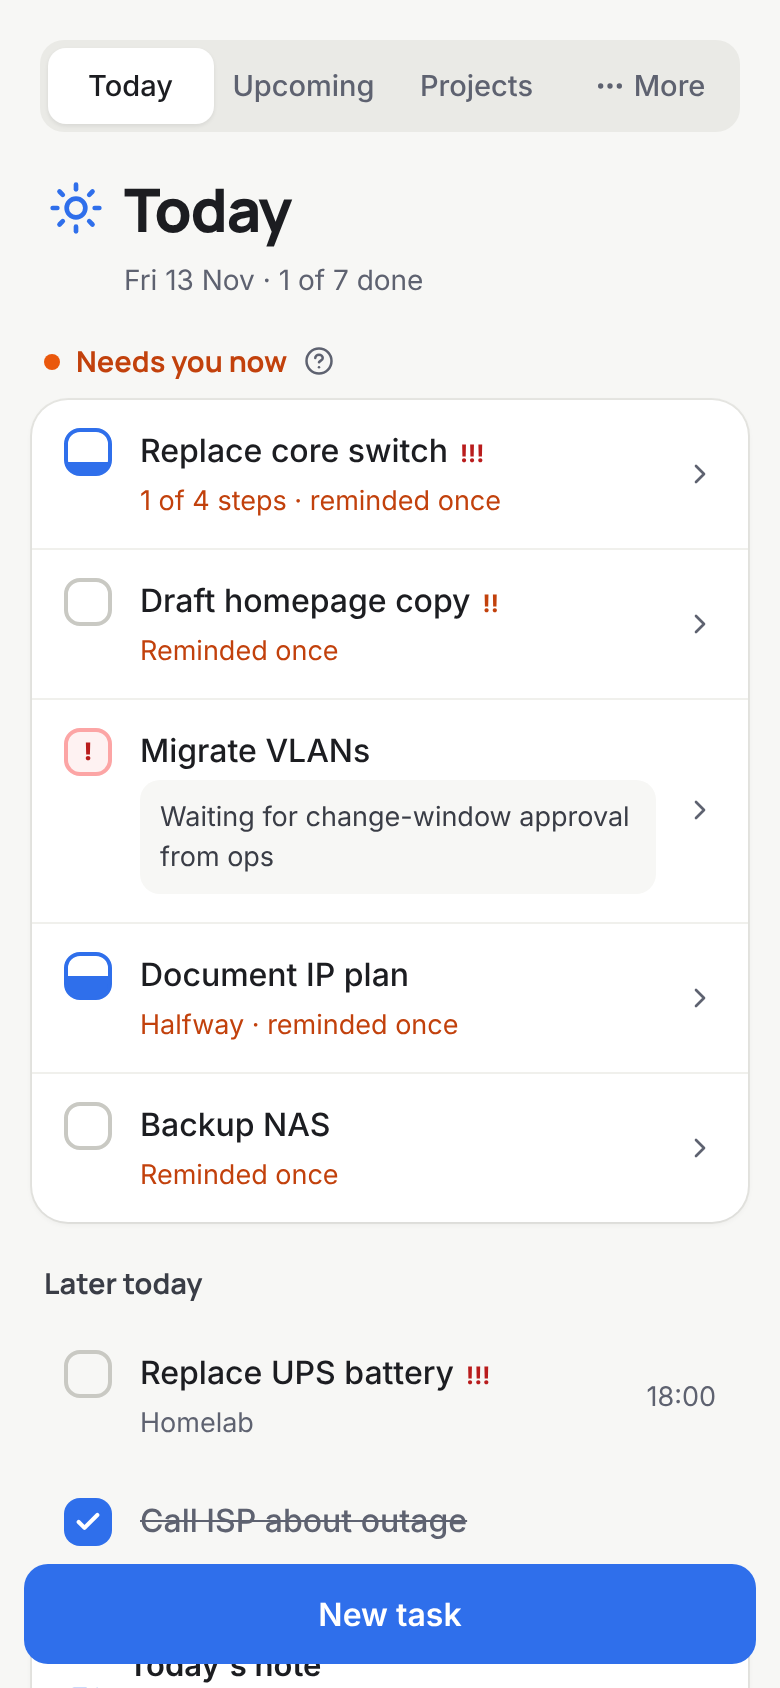 Today
Upcoming
Projects
··· More
Today
Fri 13 Nov · 1 of 7 done
Needs you now
?
Replace core switch !!!
1 of 4 steps · reminded once
Draft homepage copy !!
Reminded once
!
Migrate VLANs
Waiting for change-window approval
from ops
Document IP plan
Halfway · reminded once
Backup NAS
Reminded once
Later today
Replace UPS battery !!!
Homelab
18:00
Call ISP about outage
New task
Today's note